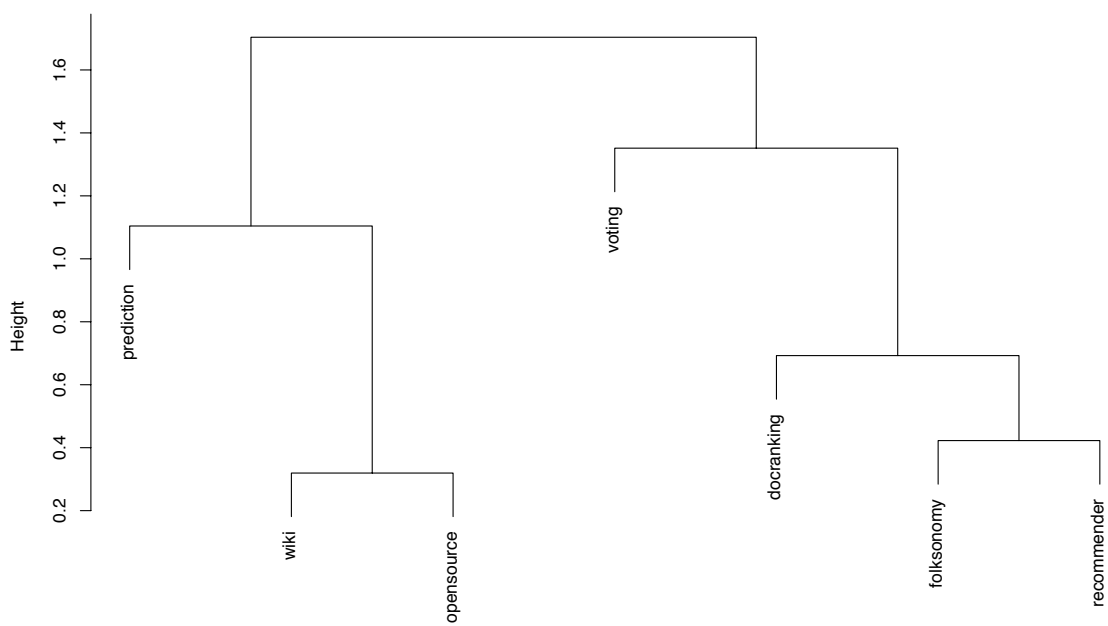 Height
1.6
1.4
1.2
1.0
0.8
0.6
0.4
0.2
prediction
wiki
opensource
voting
docranking
folksonomy
recommender